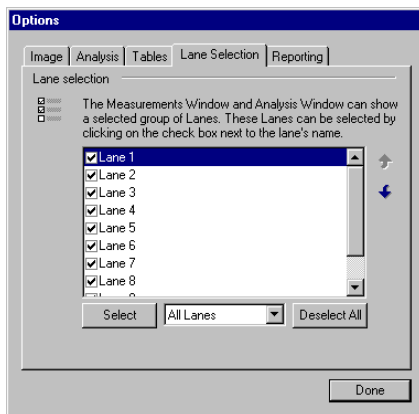 Options
Image Analysis Tables Lane Selection Reporting
Lane selection
The Measurements Window and Analysis Window can show
a selected group of Lanes. These Lanes can be selected by
clicking on the check box next to the lane's name.
Lane 1
Lane 2
Lane 3
Lane 4
Lane 5
Lane 6
Lane 7
Lane 8
Select All Lanes Deselect All
Done